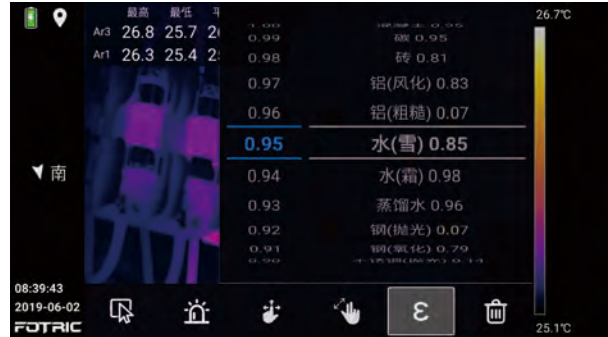 最高 最低
26.7℃
Ar3 26.8 25.7
Ar1 26.3 25.4
0.99 碳 0.95
0.98 砖 0.81
0.97 铝(风化) 0.83
0.96 铝(粗糙) 0.07
0.95 水(雪) 0.85
南
0.94 水(霜) 0.98
0.93 蒸馏水 0.96
0.92 钢(抛光) 0.07
0.91 钢(氧化) 0.79
08:39:43
2019-06-02
FOTRIC
ε
25.1℃